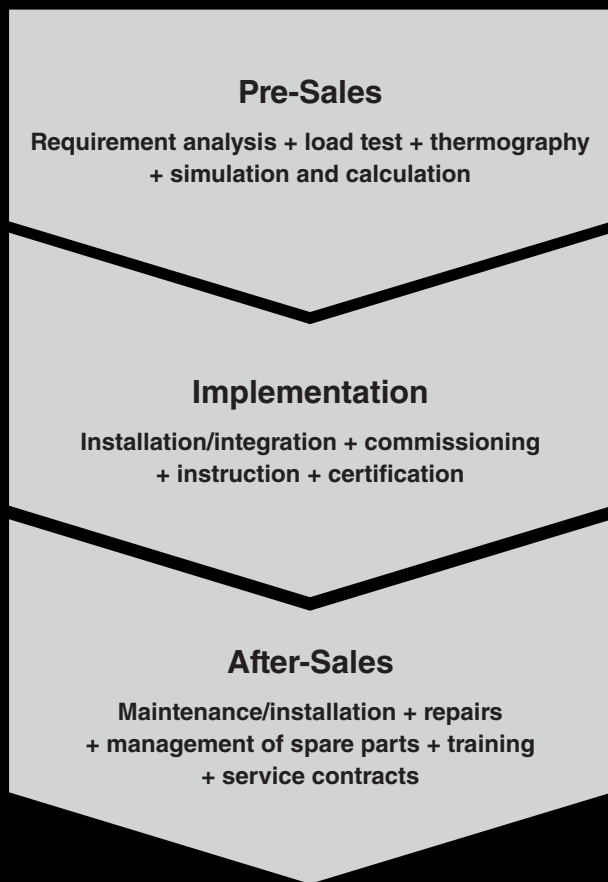 Pre-Sales
Requirement analysis + load test + thermography
+ simulation and calculation
Implementation
Installation/integration + commissioning
+ instruction + certification
After-Sales
Maintenance/installation + repairs
+ management of spare parts + training
+ service contracts